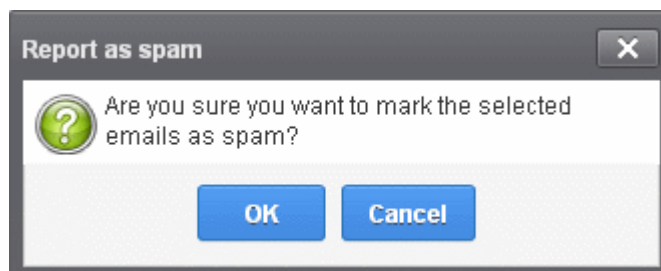 Report as spam
Are you sure you want to mark the selected
emails as spam?
OK Cancel